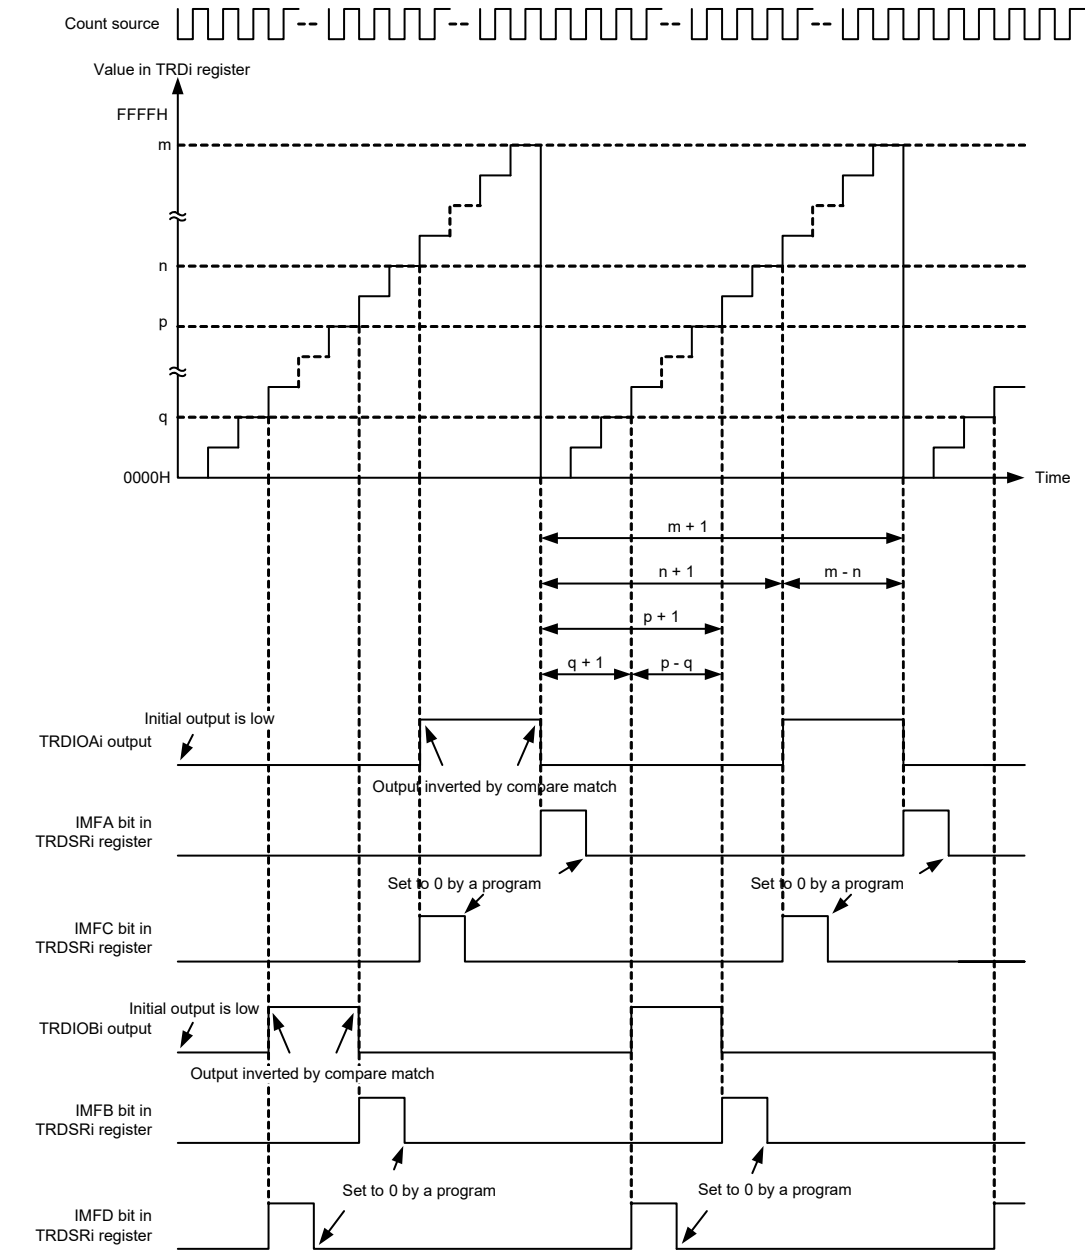 Count source
Value in TRDi register
FFFFH
m
n
p
q
0000H
Time
m + 1
n + 1
m - n
p + 1
q + 1
p - q
Initial output is low
TRDIOAi output
Output inverted by compare match
IMFA bit in
TRDSRi register
Set to 0 by a program
Set to 0 by a program
IMFC bit in
TRDSRi register
Initial output is low
TRDIOBi output
Output inverted by compare match
IMFB bit in
TRDSRi register
Set to 0 by a program
Set to 0 by a program
IMFD bit in
TRDSRi register